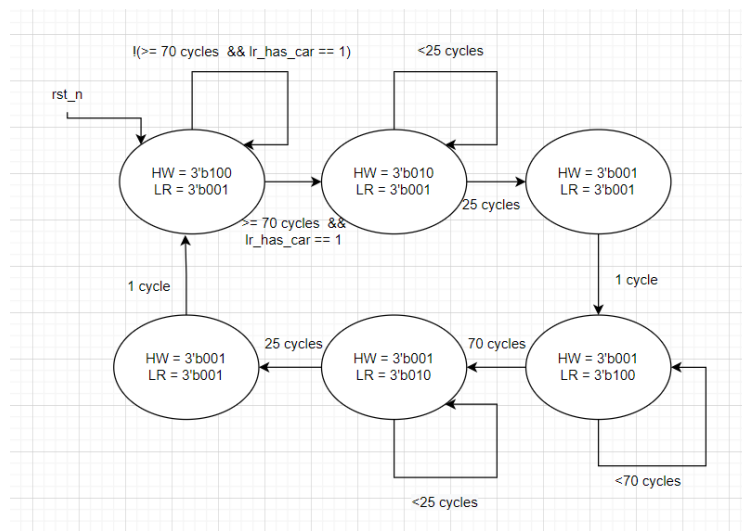 !(>= 70 cycles && lr_has_car == 1)
<25 cycles
rst_n
HW = 3'b100
LR = 3'b001
HW = 3'b010
LR = 3'b001
HW = 3'b001
LR = 3'b001
>= 70 cycles &&
lr_has_car == 1
25 cycles
1 cycle
1 cycle
25 cycles
70 cycles
HW = 3'b001
LR = 3'b001
HW = 3'b001
LR = 3'b010
HW = 3'b001
LR = 3'b100
<25 cycles
<70 cycles